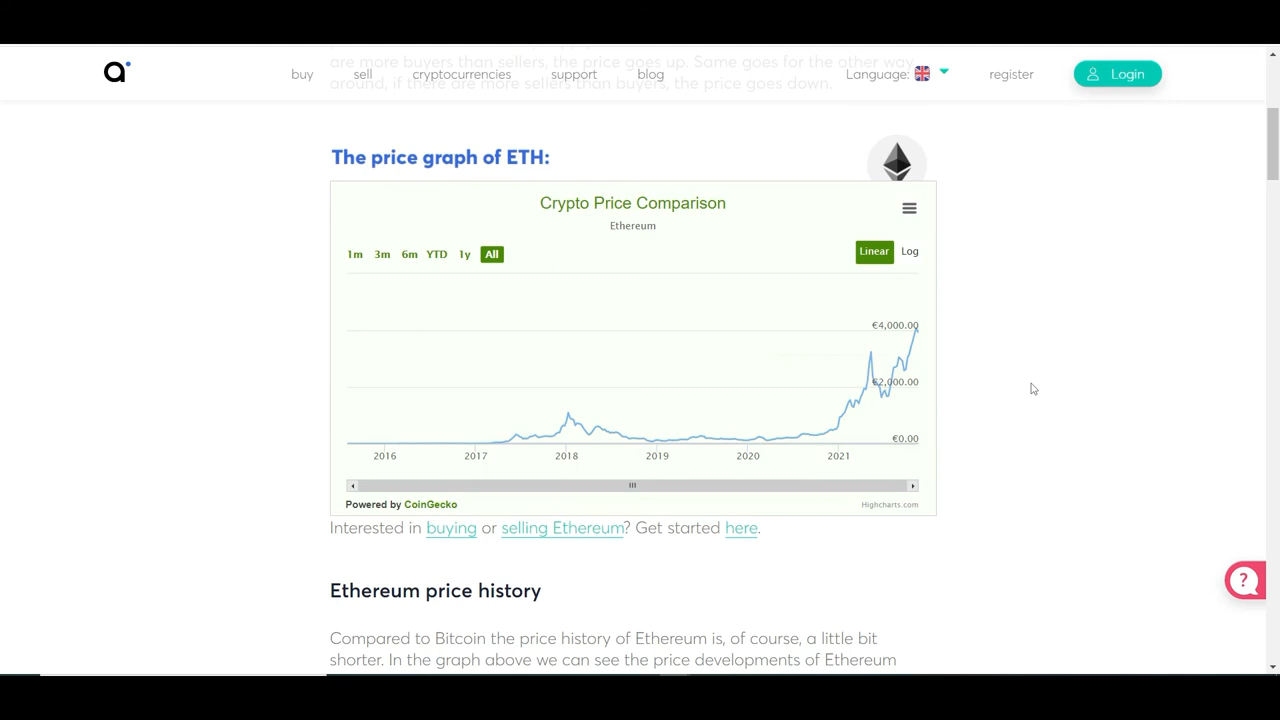 are more buyers than sellers, the price goes up. Same goes for the other way
around, if there are more sellers than buyers, the price goes down.
a
buy sell cryptocurrencies support blog Language: register Login
The price graph of ETH:
Crypto Price Comparison
Ethereum
1m 3m 6m YTD 1y All Linear Log
€4,000.00
€2,000.00
€0.00
2016 2017 2018 2019 2020 2021
Powered by CoinGecko Highcharts.com
Interested in buying or selling Ethereum? Get started here.
?
Ethereum price history
Compared to Bitcoin the price history of Ethereum is, of course, a little bit
shorter. In the graph above we can see the price developments of Ethereum